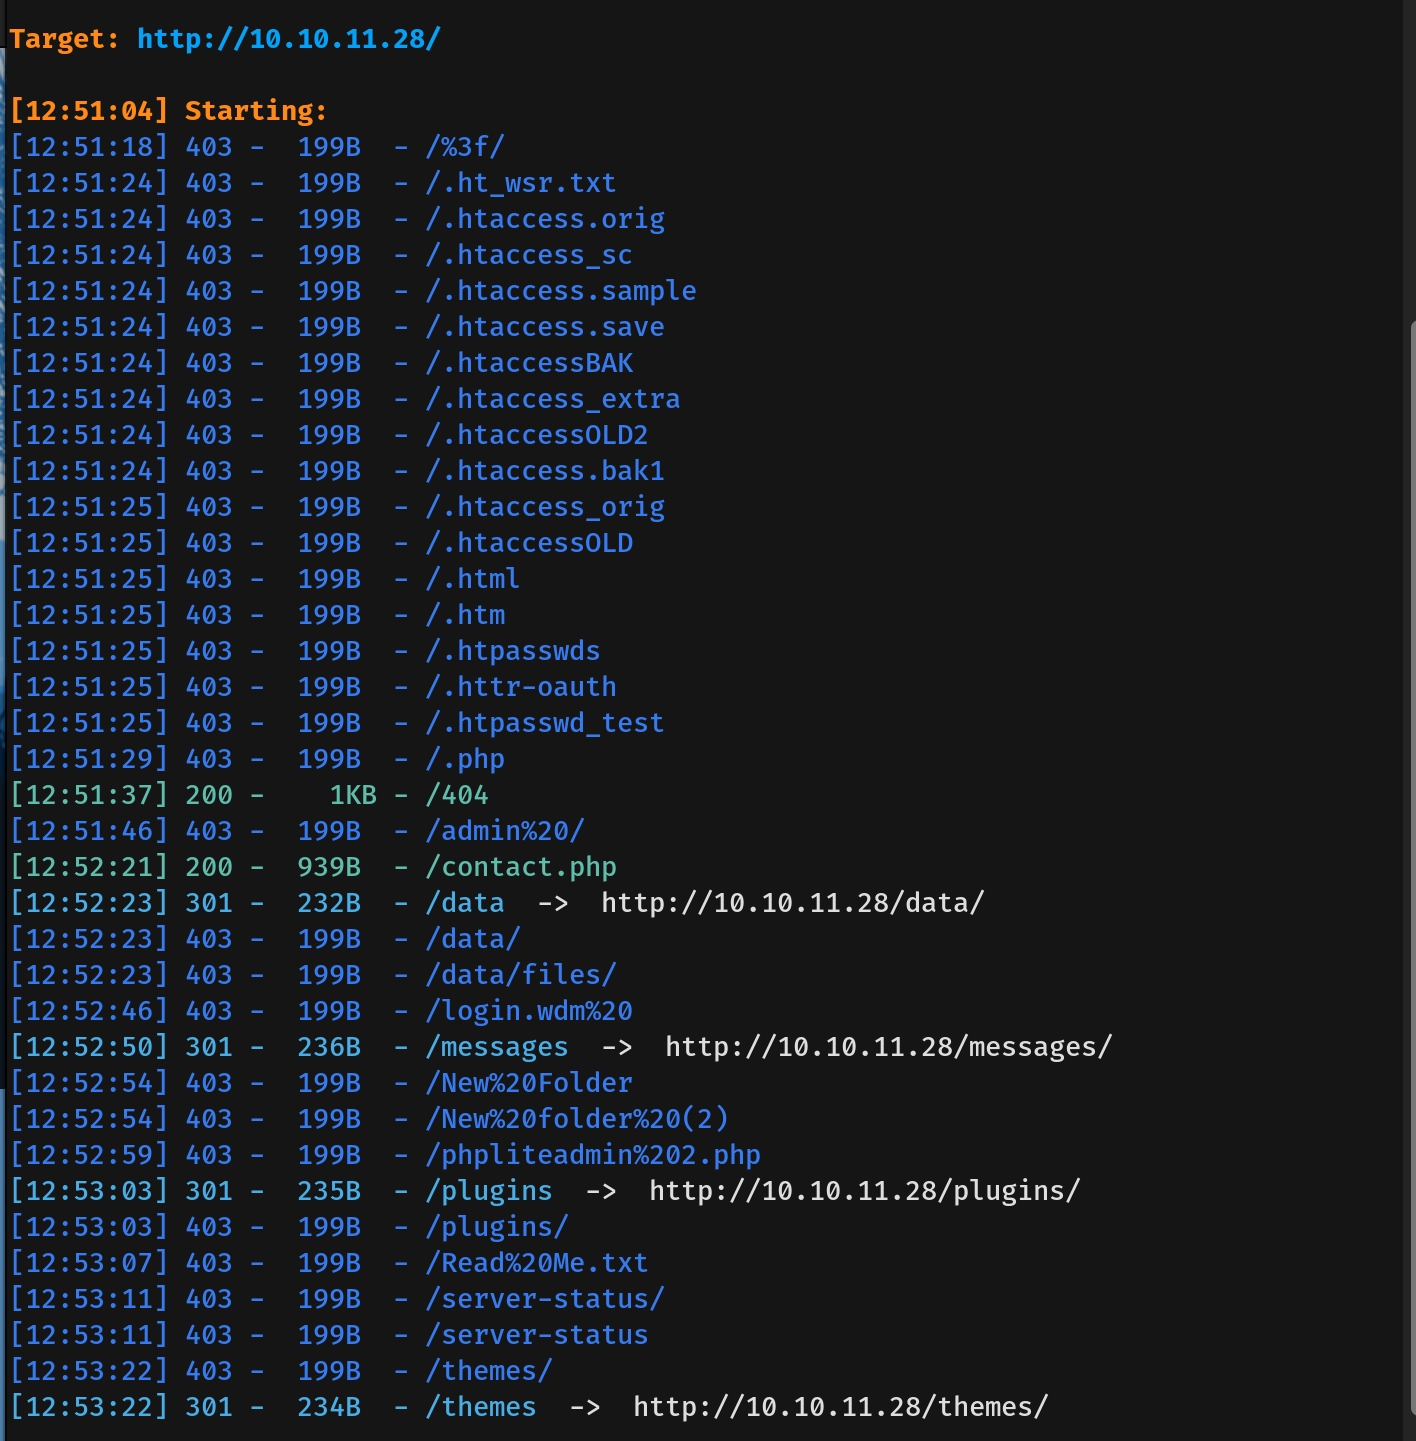 Target: http://10.10.11.28/
[12:51:04] Starting:
[12:51:18] 403 -  199B  - /%3f/
[12:51:24] 403 -  199B  - /.ht_wsr.txt
[12:51:24] 403 -  199B  - /.htaccess.orig
[12:51:24] 403 -  199B  - /.htaccess_sc
[12:51:24] 403 -  199B  - /.htaccess.sample
[12:51:24] 403 -  199B  - /.htaccess.save
[12:51:24] 403 -  199B  - /.htaccessBAK
[12:51:24] 403 -  199B  - /.htaccess_extra
[12:51:24] 403 -  199B  - /.htaccessOLD2
[12:51:24] 403 -  199B  - /.htaccess.bak1
[12:51:25] 403 -  199B  - /.htaccess_orig
[12:51:25] 403 -  199B  - /.htaccessOLD
[12:51:25] 403 -  199B  - /.html
[12:51:25] 403 -  199B  - /.htm
[12:51:25] 403 -  199B  - /.htpasswds
[12:51:25] 403 -  199B  - /.httr-oauth
[12:51:25] 403 -  199B  - /.htpasswd_test
[12:51:29] 403 -  199B  - /.php
[12:51:37] 200 -    1KB - /404
[12:51:46] 403 -  199B  - /admin%20/
[12:52:21] 200 -  939B  - /contact.php
[12:52:23] 301 -  232B  - /data  ->  http://10.10.11.28/data/
[12:52:23] 403 -  199B  - /data/
[12:52:23] 403 -  199B  - /data/files/
[12:52:46] 403 -  199B  - /login.wdm%20
[12:52:50] 301 -  236B  - /messages  ->  http://10.10.11.28/messages/
[12:52:54] 403 -  199B  - /New%20Folder
[12:52:54] 403 -  199B  - /New%20folder%20(2)
[12:52:59] 403 -  199B  - /phpliteadmin%202.php
[12:53:03] 301 -  235B  - /plugins  ->  http://10.10.11.28/plugins/
[12:53:03] 403 -  199B  - /plugins/
[12:53:07] 403 -  199B  - /Read%20Me.txt
[12:53:11] 403 -  199B  - /server-status/
[12:53:11] 403 -  199B  - /server-status
[12:53:22] 403 -  199B  - /themes/
[12:53:22] 301 -  234B  - /themes  ->  http://10.10.11.28/themes/